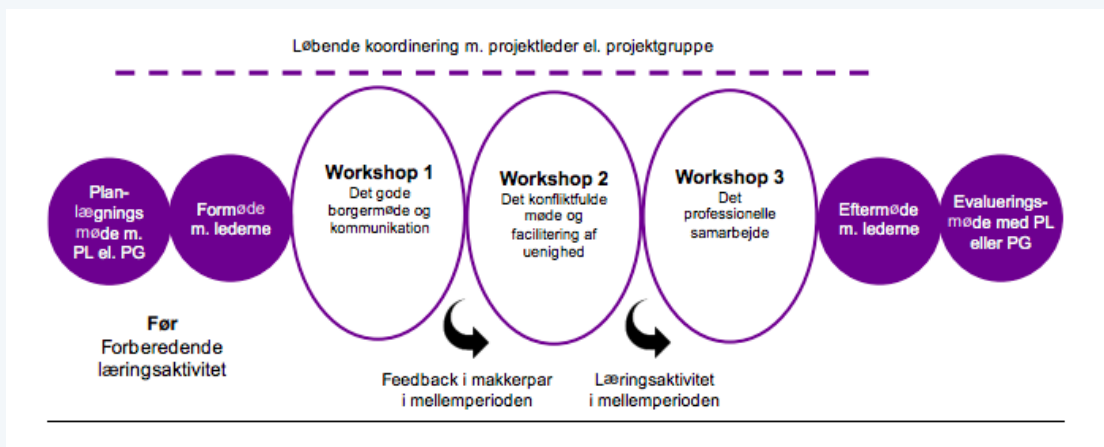 Løbende koordinering m. projektleder el. projektgruppe
Plan-
lægnings
møde m.
PL el. PG
Formøde
m. lederne
Workshop 1
Det gode
borgermøde og
kommunikation
Workshop 2
Det konfliktfulde
møde og
facilitering af
uenighed
Workshop 3
Det
professionelle
samarbejde
Eftermøde
m. lederne
Evaluerings-
møde med PL
eller PG
Før
Forberedende
læringsaktivitet
Feedback i makkerpar
i mellemperioden
Læringsaktivitet
i mellemperioden